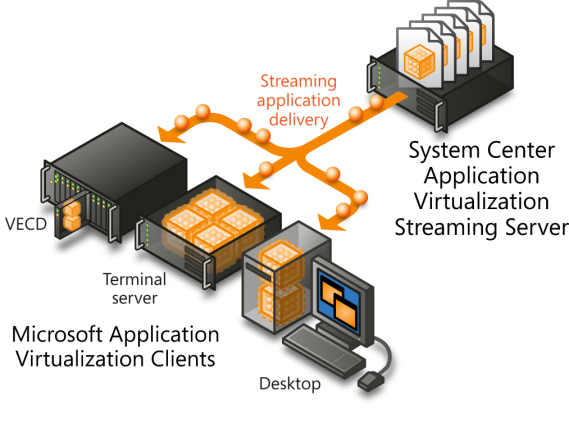 Streaming
application
delivery
System Center
Application
Virtualization
Streaming Server
VECD
Terminal
server
Microsoft Application
Virtualization Clients
Desktop